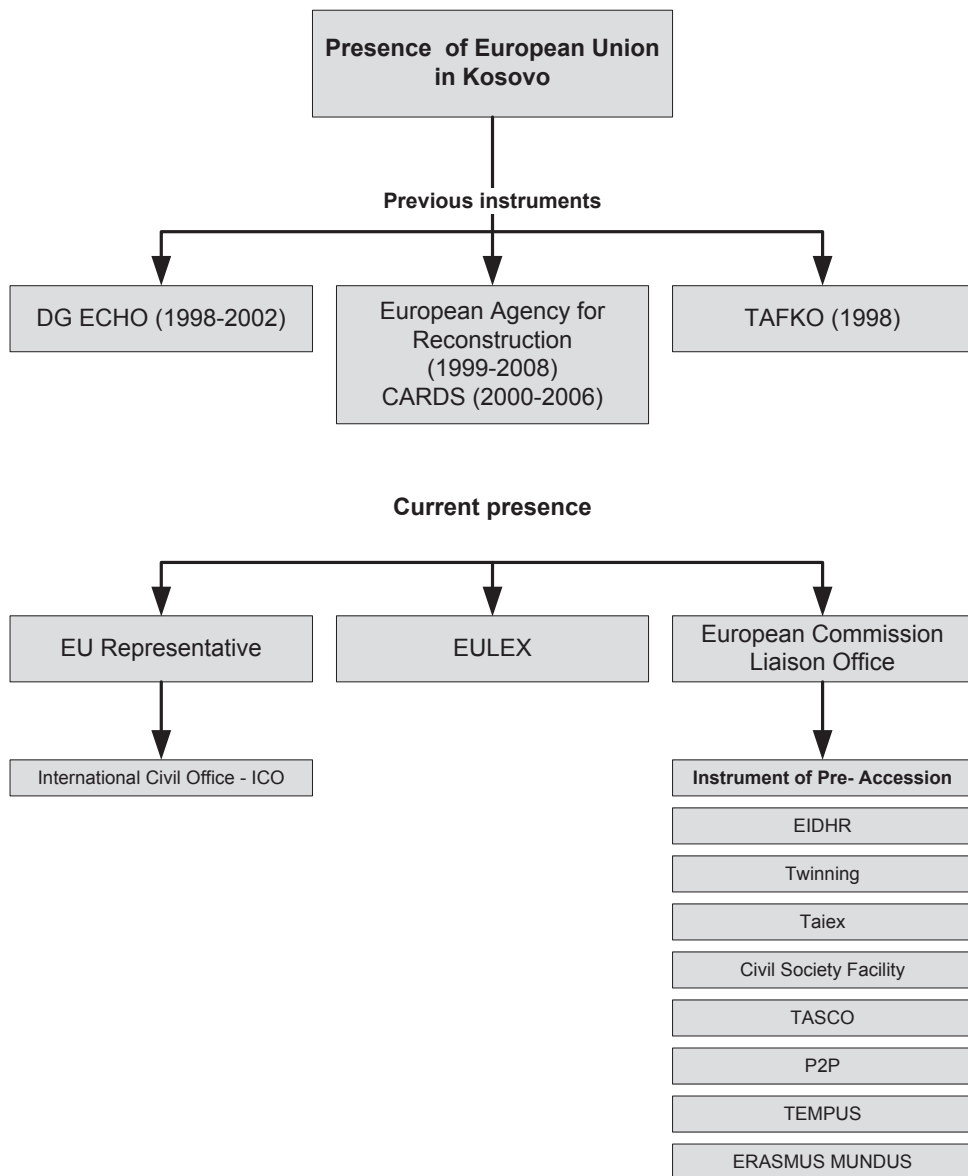 Presence of European Union
in Kosovo
Previous instruments
DG ECHO (1998-2002)
European Agency for
Reconstruction
(1999-2008)
CARDS (2000-2006)
TAFKO (1998)
Current presence
EU Representative
EULEX
European Commission
Liaison Office
International Civil Office - ICO
Instrument of Pre- Accession
EIDHR
Twinning
Taiex
Civil Society Facility
TASCO
P2P
TEMPUS
ERASMUS MUNDUS